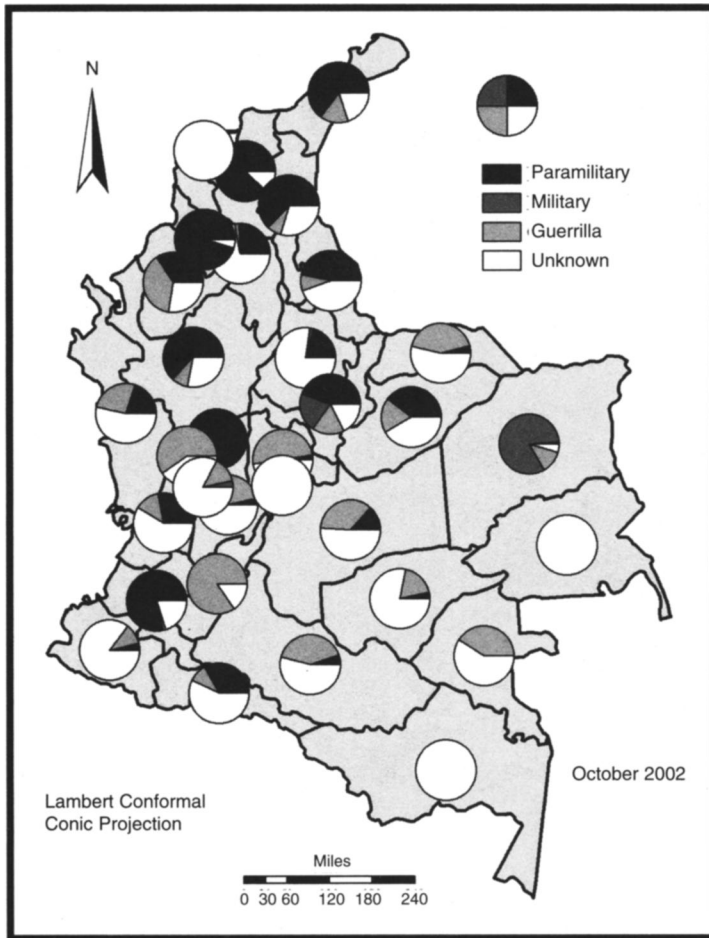 N
Paramilitary
Military
Guerrilla
Unknown
October 2002
Lambert Conformal
Conic Projection
Miles
0 30 60 120 180 240